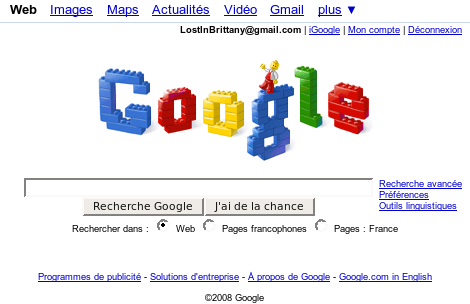 Web Images Maps Actualités Vidéo Gmail plus ▼
LostInBrittany@gmail.com | iGoogle | Mon compte | Déconnexion
Google
Recherche avancée
Préférences
Outils linguistiques
Recherche Google J'ai de la chance
Rechercher dans : Web Pages francophones Pages : France
Programmes de publicité - Solutions d'entreprise - À propos de Google - Google.com in English
©2008 Google